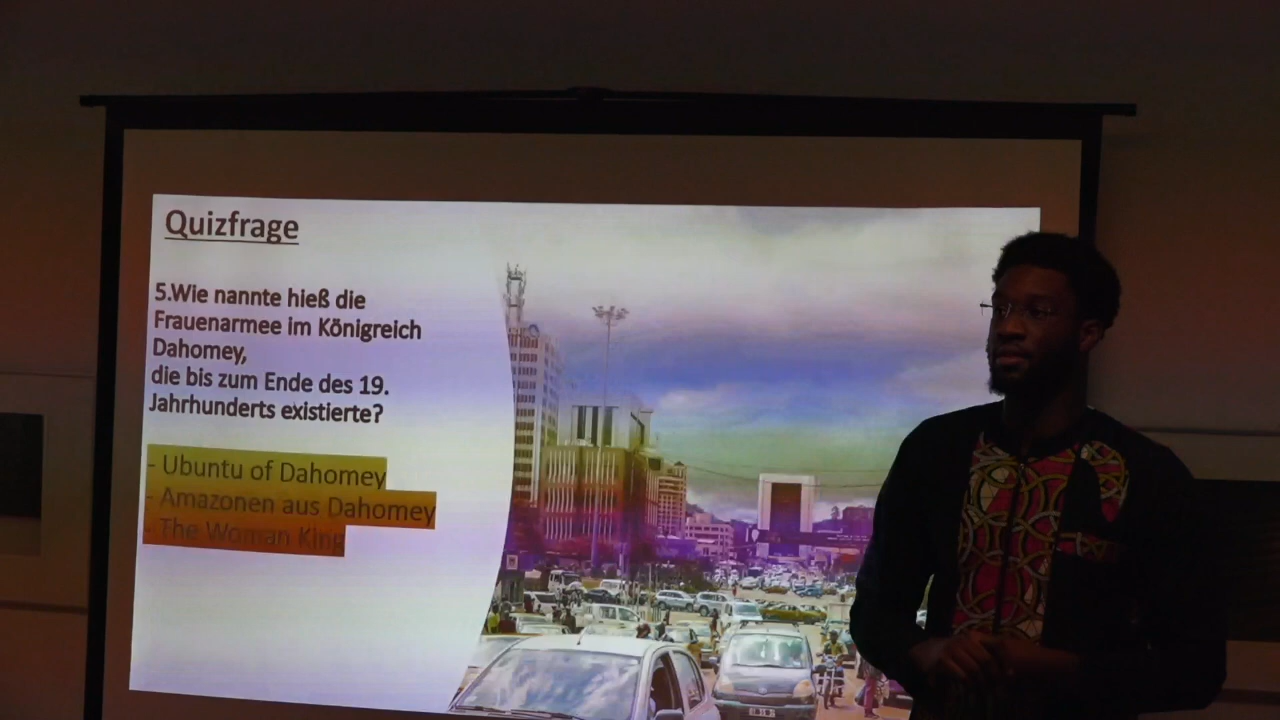 Quizfrage
5.Wie nannte hieß die
Frauenarmee im Königreich
Dahomey,
die bis zum Ende des 19.
Jahrhunderts existierte?
- Ubuntu of Dahomey
- Amazonen aus Dahomey
- The Woman King